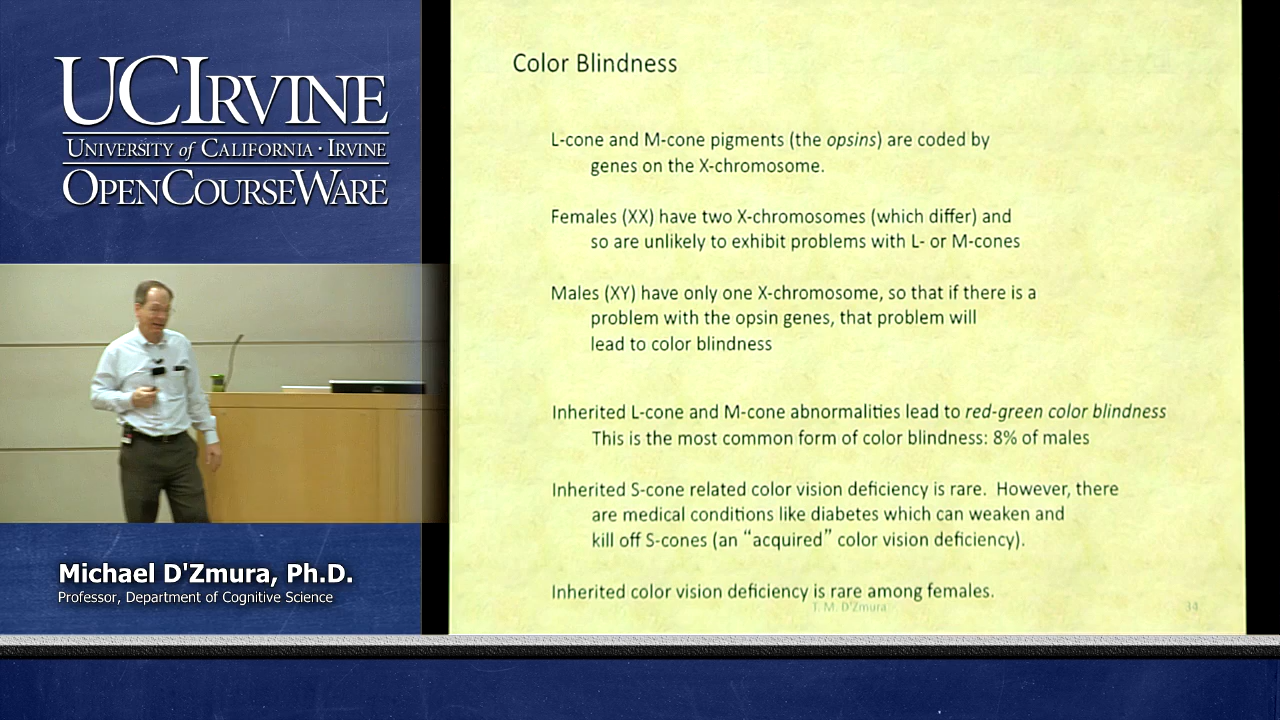 UCIRVINE
UNIVERSITY of CALIFORNIA · IRVINE
OPENCOURSEWARE
Michael D'Zmura, Ph.D.
Professor, Department of Cognitive Science
Color Blindness
L-cone and M-cone pigments (the opsins) are coded by
genes on the X-chromosome.
Females (XX) have two X-chromosomes (which differ) and
so are unlikely to exhibit problems with L- or M-cones
Males (XY) have only one X-chromosome, so that if there is a
problem with the opsin genes, that problem will
lead to color blindness
Inherited L-cone and M-cone abnormalities lead to red-green color blindness
This is the most common form of color blindness: 8% of males
Inherited S-cone related color vision deficiency is rare.  However, there
are medical conditions like diabetes which can weaken and
kill off S-cones (an “acquired” color vision deficiency).
Inherited color vision deficiency is rare among females.
T. M. D'Zmura
34